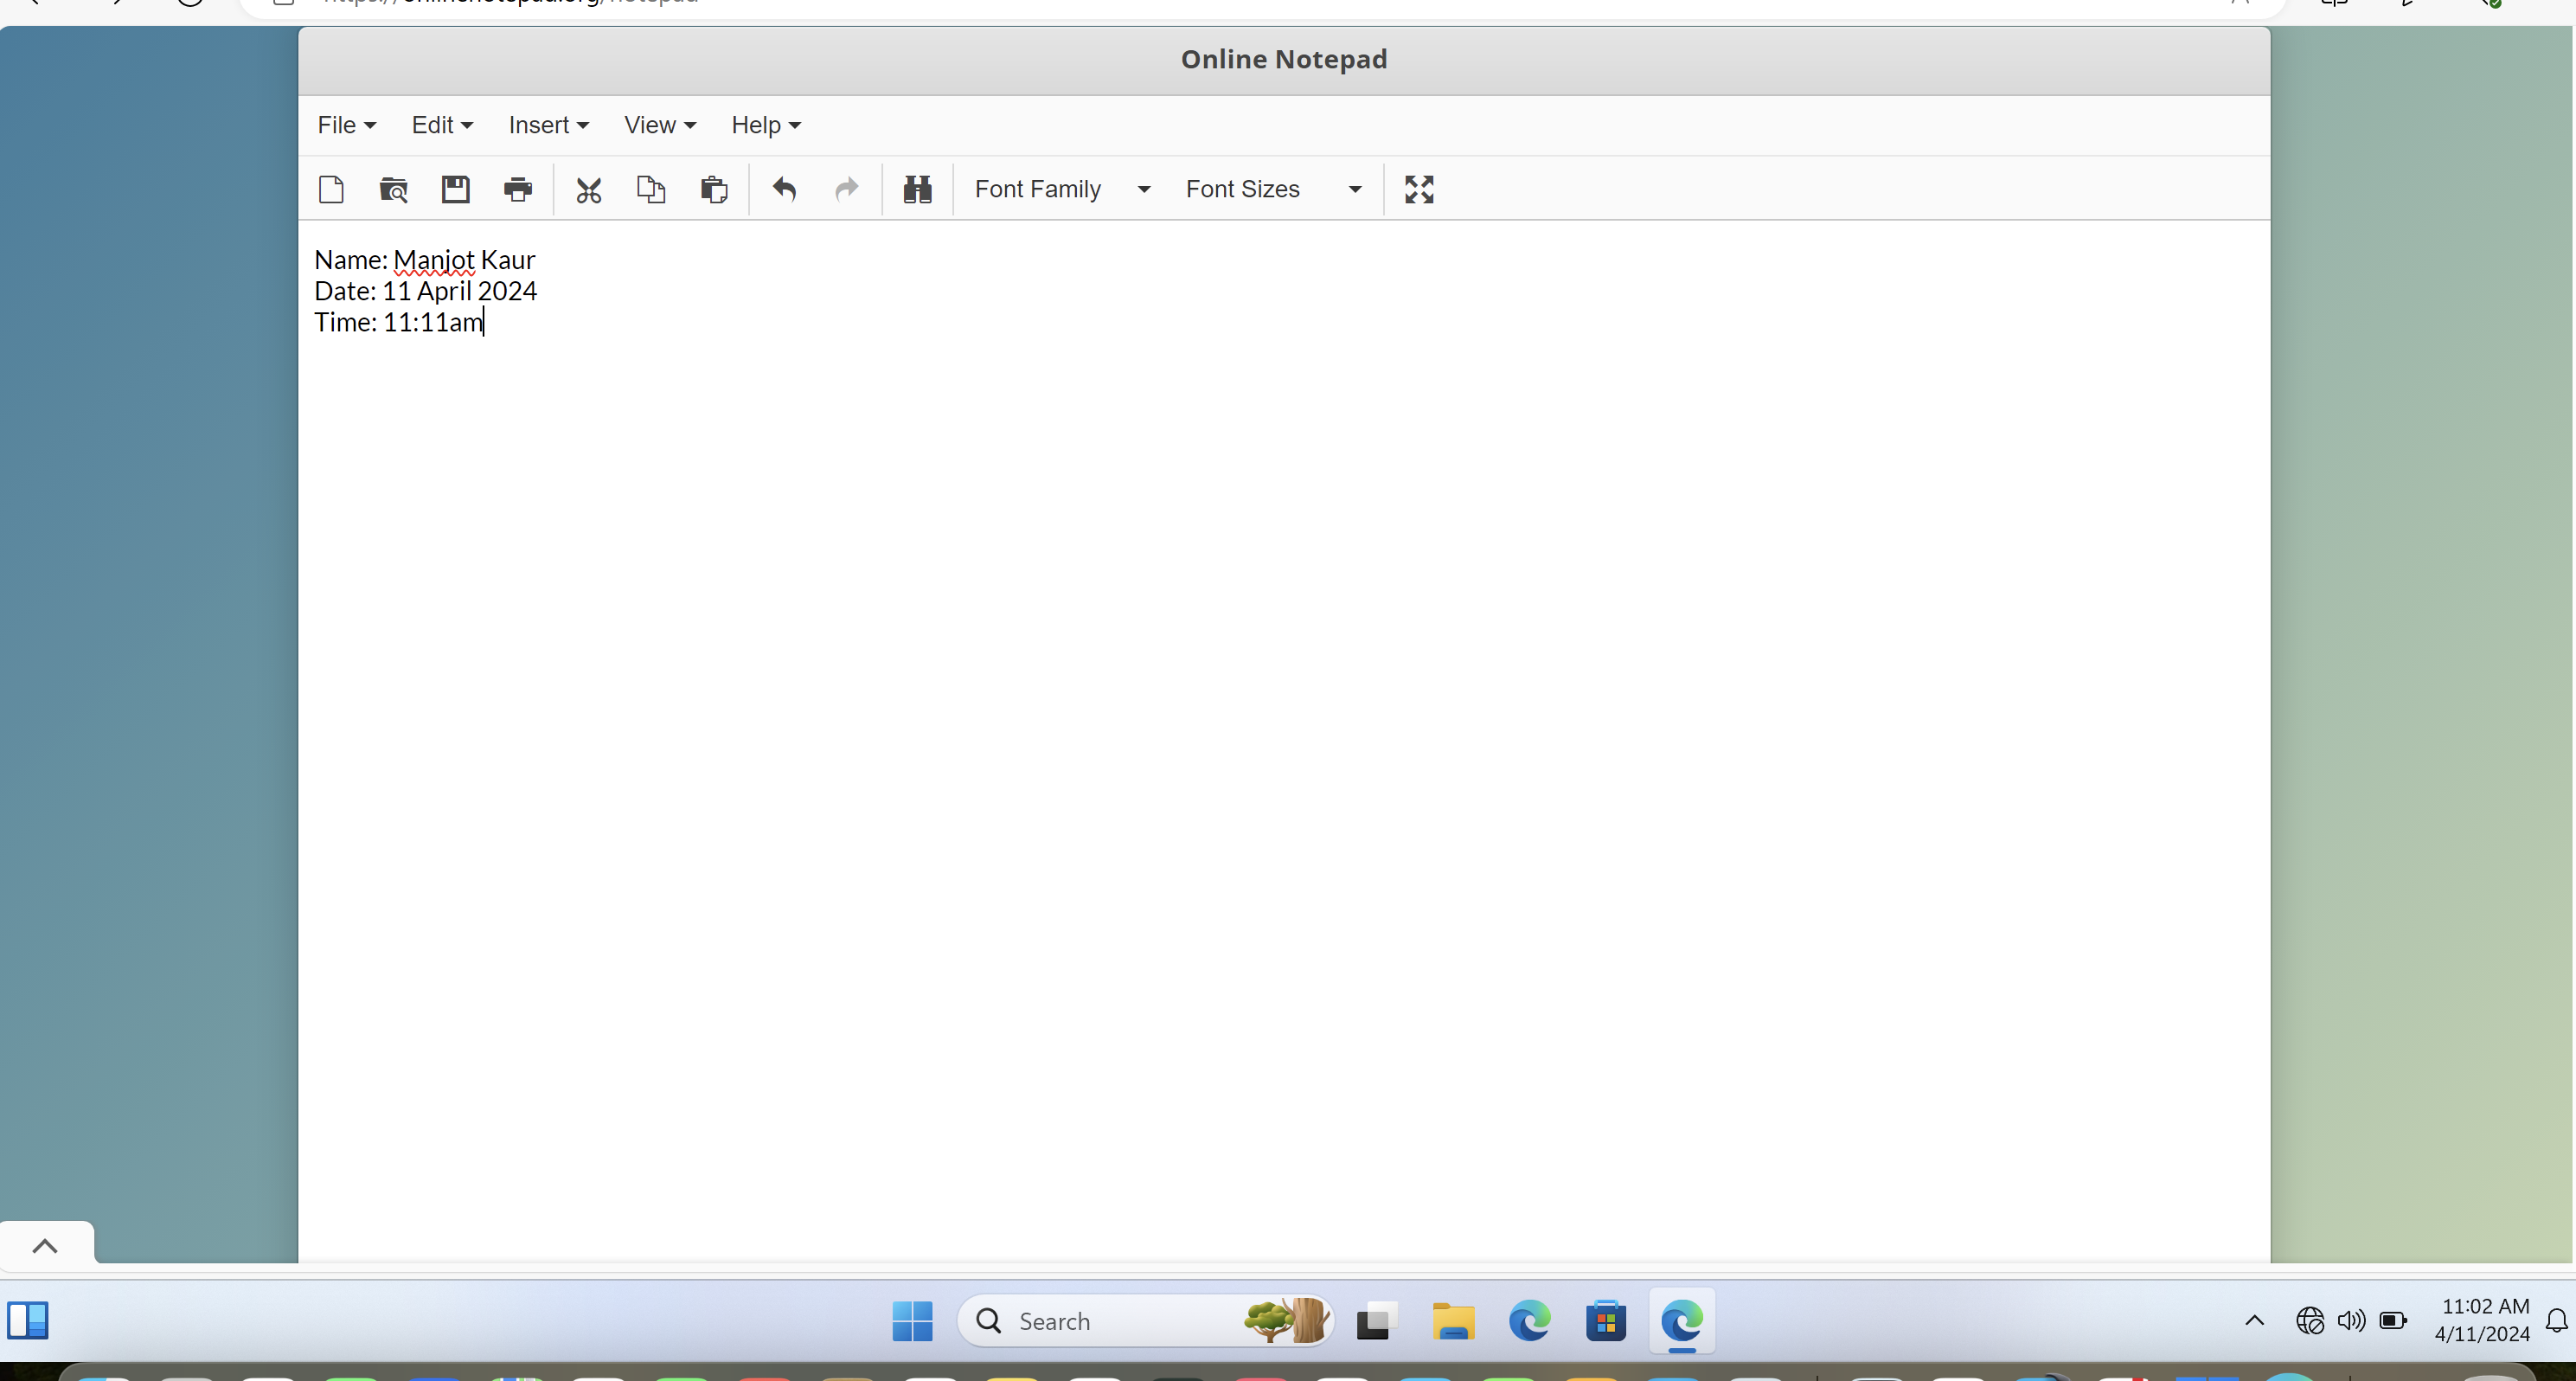 Online Notepad
File Edit Insert View Help
Font Family Font Sizes
Name: Manjot Kaur
Date: 11 April 2024
Time: 11:11am
Search
11:02 AM
4/11/2024